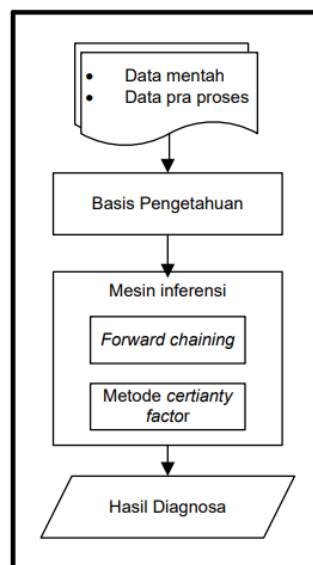 • Data mentah
• Data pra proses
Basis Pengetahuan
Mesin inferensi
Forward chaining
Metode certianty
factor
Hasil Diagnosa